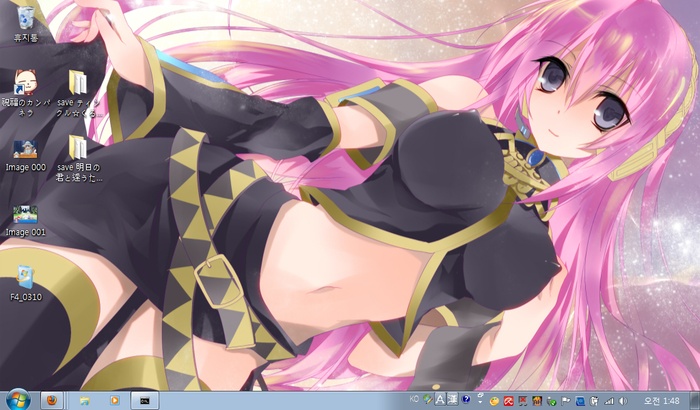 휴지통
祝福のカンパ
ネラ
save ティン
クル☆くる...
Image 000
save 明日の
君と逢うた...
Image 001
F4_0310
KO
A 漢
오전 1:48